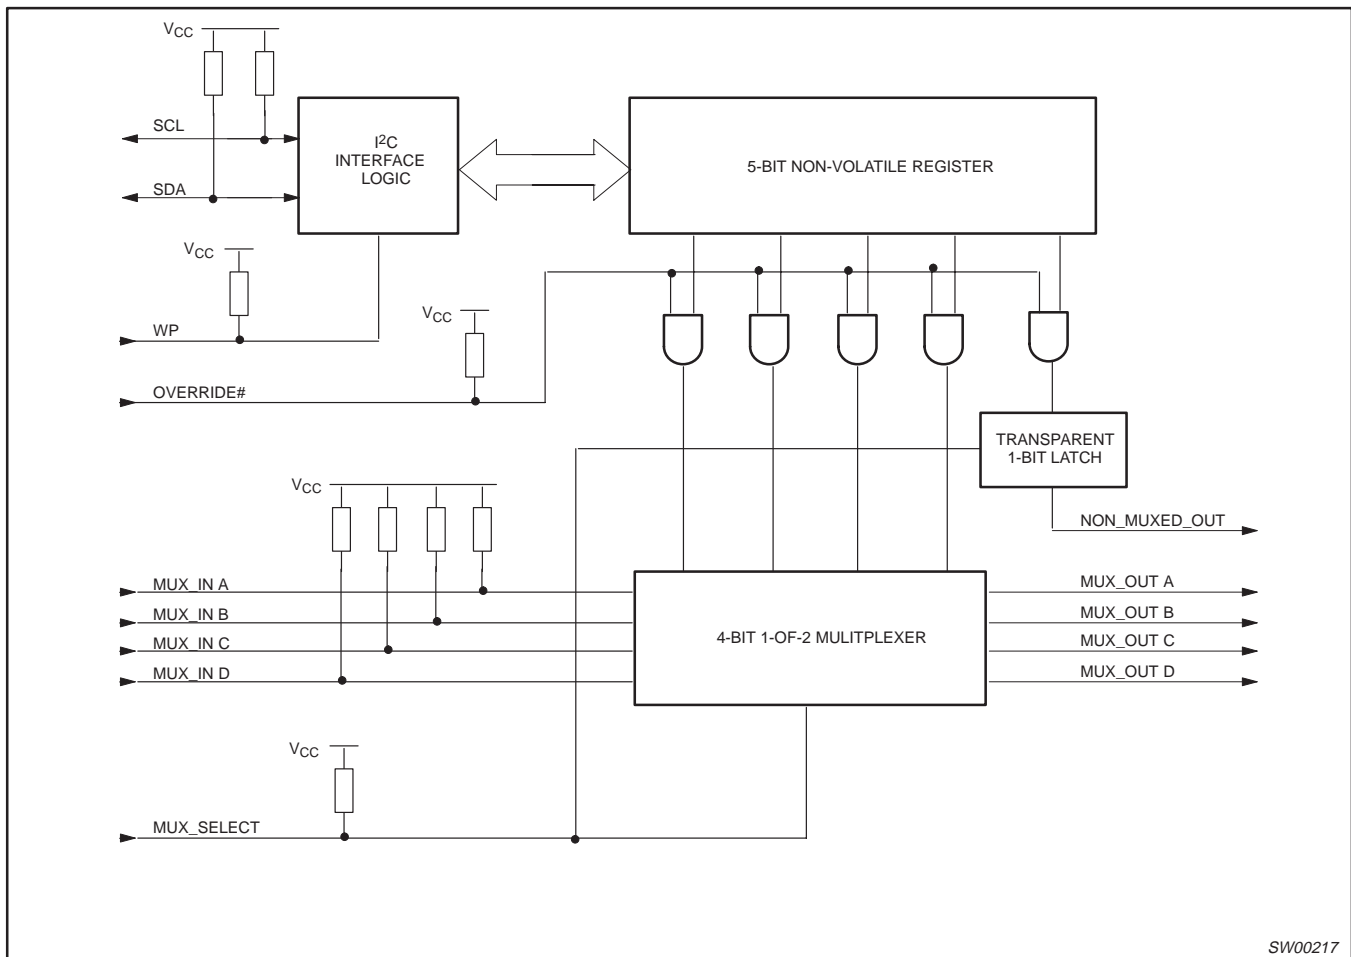 VCC
SCL
I2C
INTERFACE
LOGIC
5-BIT NON-VOLATILE REGISTER
SDA
VCC
VCC
WP
OVERRIDE#
TRANSPARENT
1-BIT LATCH
VCC
NON_MUXED_OUT
MUX_IN A
MUX_OUT A
MUX_IN B
MUX_OUT B
4-BIT 1-OF-2 MULITPLEXER
MUX_IN C
MUX_OUT C
MUX_IN D
MUX_OUT D
VCC
MUX_SELECT
SW00217